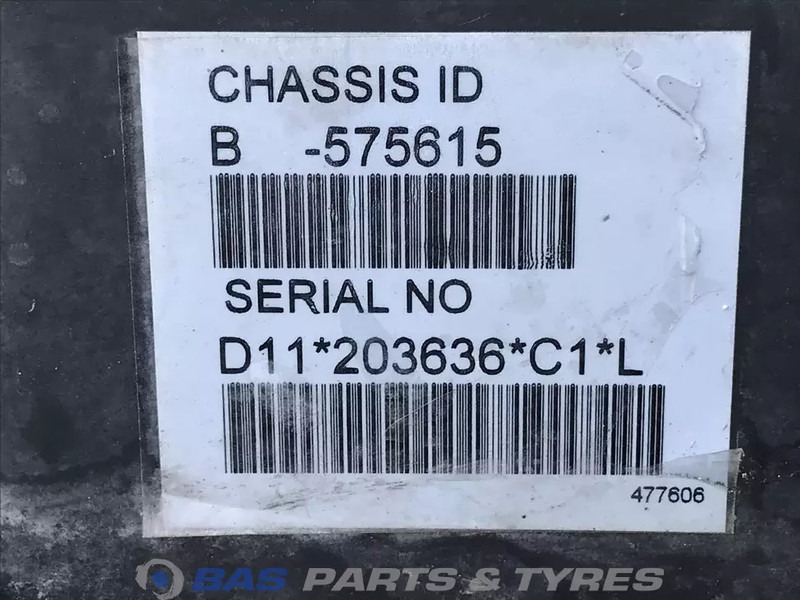 CHASSIS ID
B -575615
SERIAL NO
D11*203636*C1*L
477606
BAS PARTS & TYRES